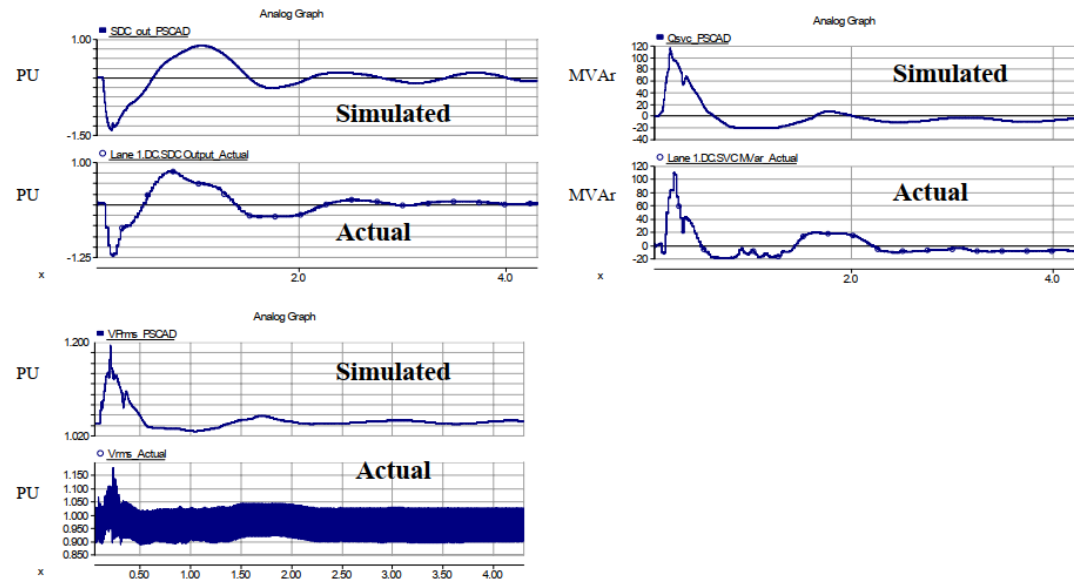 Analog Graph
SDC_out_PSCAD
1.00
PU
Simulated
-1.50
Lane 1.DC.SDC Output_Actual
1.00
PU
Actual
-1.25
x
2.0
4.0
Analog Graph
Qsvc_PSCAD
120
100
80
60
40
20
0
-20
-40
MVAr
Simulated
Lane 1.DC.SVC MVar_Actual
120
100
80
60
40
20
0
-20
MVAr
Actual
x
2.0
4.0
Analog Graph
VPrms_PSCAD
1.200
PU
Simulated
1.020
Vrms_Actual
Actual
PU
1.150
1.100
1.050
1.000
0.950
0.900
0.850
x
0.50
1.00
1.50
2.00
2.50
3.00
3.50
4.00